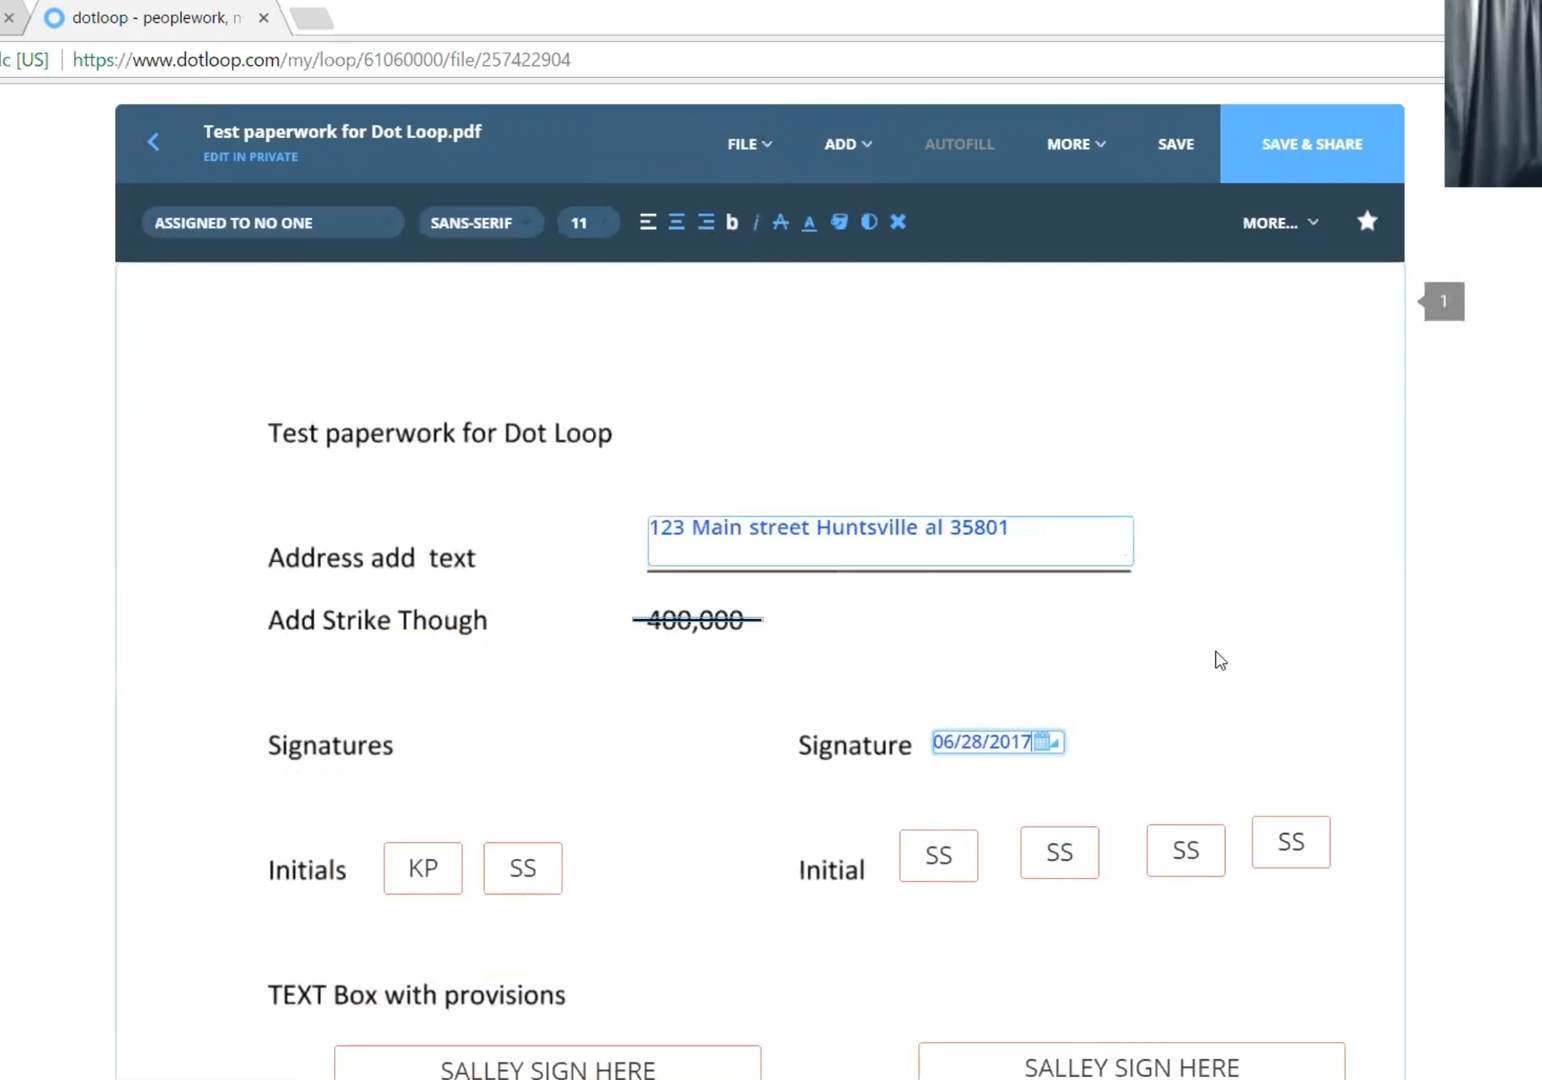 dotloop - peoplework, n
lc [US] https://www.dotloop.com/my/loop/61060000/file/257422904
Test paperwork for Dot Loop.pdf
EDIT IN PRIVATE
FILE ADD AUTOFILL MORE SAVE SAVE & SHARE
ASSIGNED TO NO ONE SANS-SERIF 11 b i A A MORE...
1
Test paperwork for Dot Loop
123 Main street Huntsville al 35801
Address add text
Add Strike Though 400,000
Signatures Signature 06/28/2017
Initials KP SS Initial SS SS SS SS
TEXT Box with provisions
SALLEY SIGN HERE SALLEY SIGN HERE